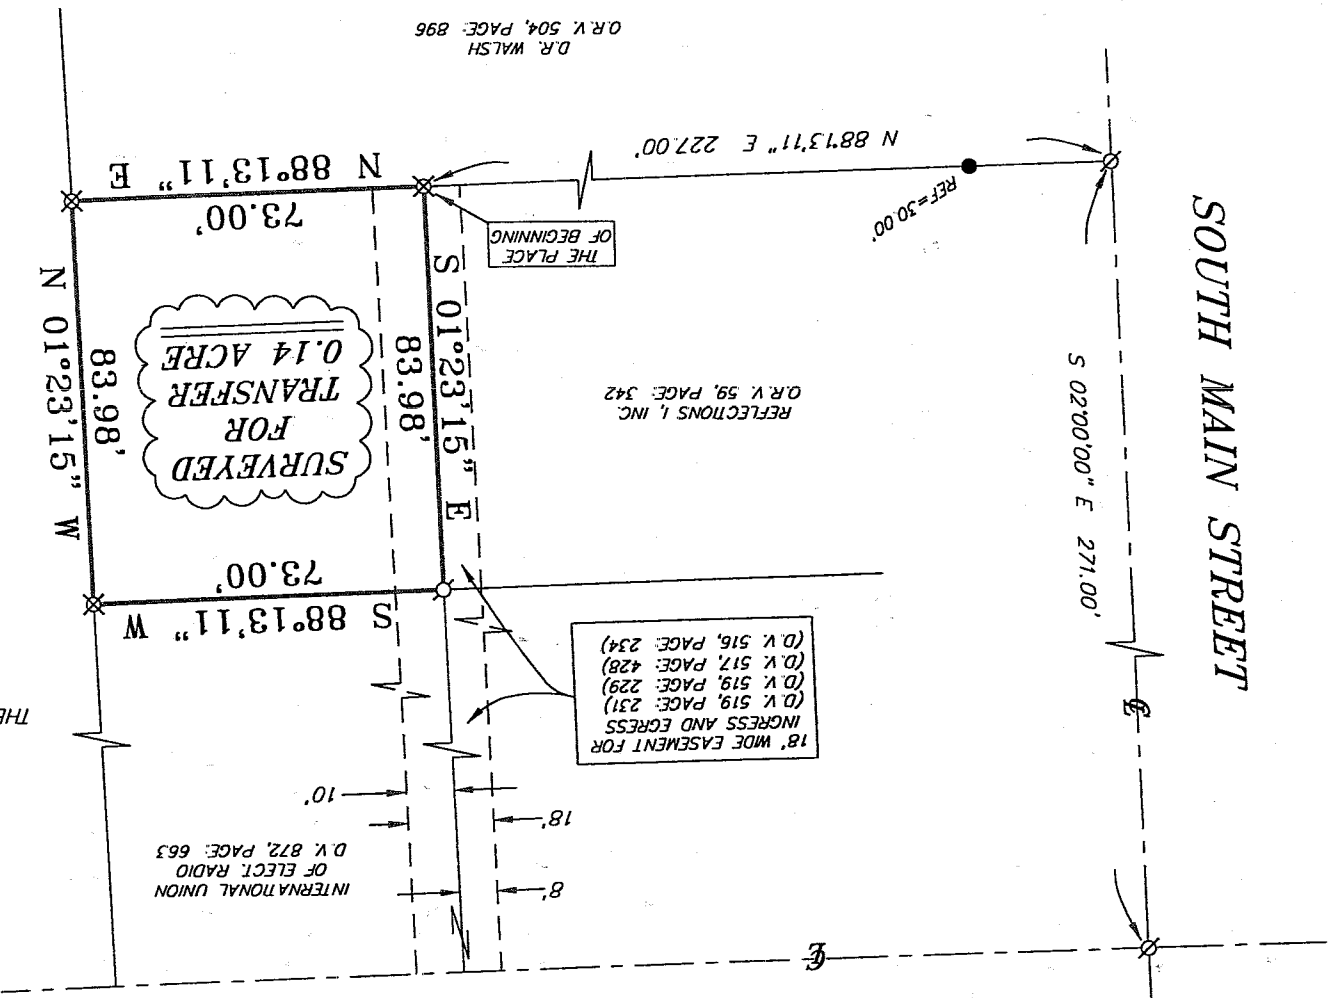 INTERNATIONAL UNION
OF ELECT. RADIO
D.V. 872, PAGE: 663
8'
18'
10'
18' WIDE EASEMENT FOR
INGRESS AND EGRESS
(D.V. 519, PAGE: 231)
(D.V. 519, PAGE: 229)
(D.V. 517, PAGE: 428)
(D.V. 516, PAGE: 234)
THE
S 88°13'11" W
73.00'
SURVEYED
FOR
TRANSFER
0.14 ACRE
N 01°23'15" W
83.98'
83.98'
S 01°23'15" E
73.00'
N 88°13'11" E
REFLECTIONS I, INC.
O.R.V. 59, PAGE: 342
THE PLACE
OF BEGINNING
REF=30.00'
N 88°13'11" E 227.00'
D.R. WALSH
O.R.V. 504, PAGE: 896
S 02°00'00" E 271.00'
SOUTH MAIN STREET